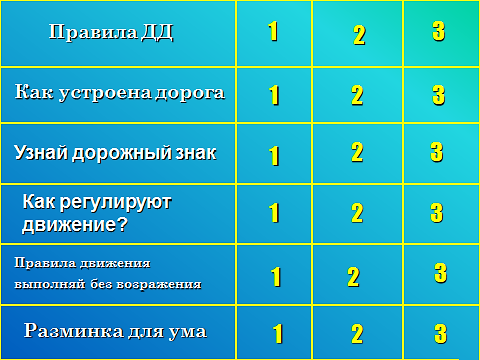 Правила ДД 1 2 3
Как устроена дорога 1 2 3
Узнай дорожный знак 1 2 3
Как регулируют
движение? 1 2 3
Правила движения
выполняй без возражения 1 2 3
Разминка для ума 1 2 3